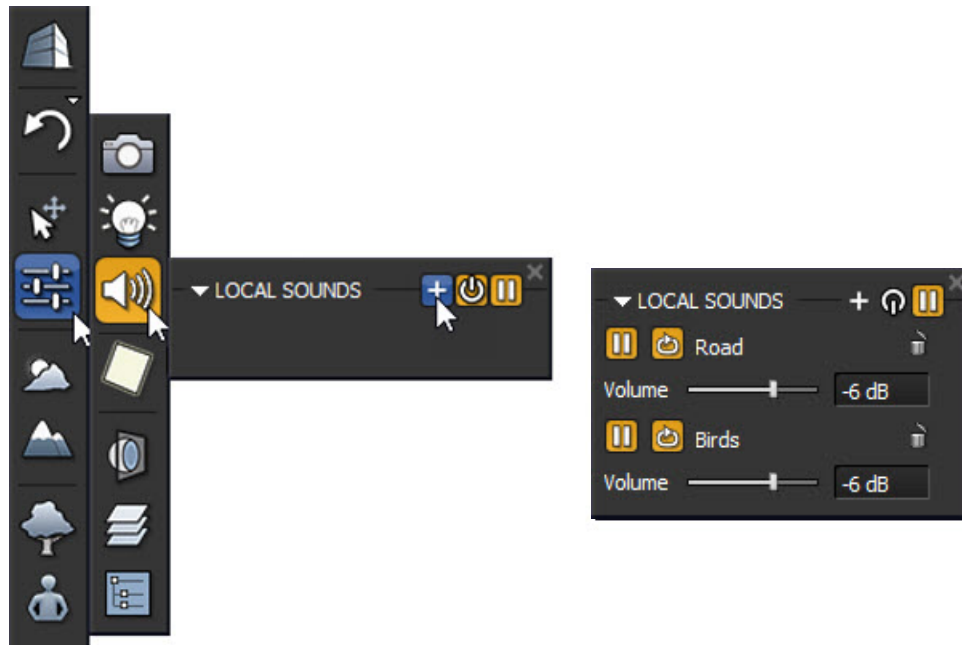 LOCAL SOUNDS
LOCAL SOUNDS
Road
Volume -6 dB
Birds
Volume -6 dB